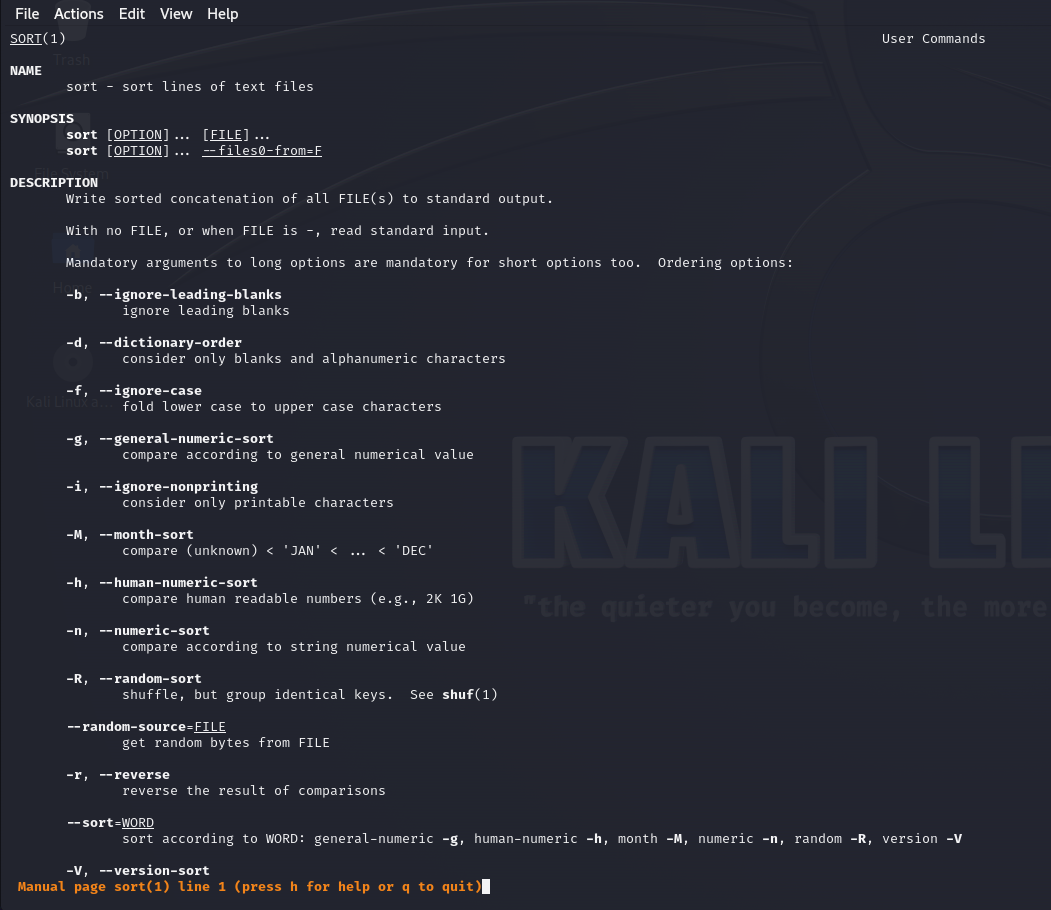 File Actions Edit View Help
SORT(1) User Commands
Trash
NAME
sort - sort lines of text files
SYNOPSIS
sort [OPTION]... [FILE]...
sort [OPTION]... --files0-from=F
File System
DESCRIPTION
Write sorted concatenation of all FILE(s) to standard output.
With no FILE, or when FILE is -, read standard input.
Mandatory arguments to long options are mandatory for short options too. Ordering options:
Home
-b, --ignore-leading-blanks
ignore leading blanks
-d, --dictionary-order
consider only blanks and alphanumeric characters
-f, --ignore-case
Kali Linux a...
fold lower case to upper case characters
-g, --general-numeric-sort
compare according to general numerical value
-i, --ignore-nonprinting
consider only printable characters
KALI LI
-M, --month-sort
compare (unknown) < 'JAN' < ... < 'DEC'
-h, --human-numeric-sort
compare human readable numbers (e.g., 2K 1G)
"the quieter you become, the more
-n, --numeric-sort
compare according to string numerical value
-R, --random-sort
shuffle, but group identical keys. See shuf(1)
--random-source=FILE
get random bytes from FILE
-r, --reverse
reverse the result of comparisons
--sort=WORD
sort according to WORD: general-numeric -g, human-numeric -h, month -M, numeric -n, random -R, version -V
-V, --version-sort
Manual page sort(1) line 1 (press h for help or q to quit)